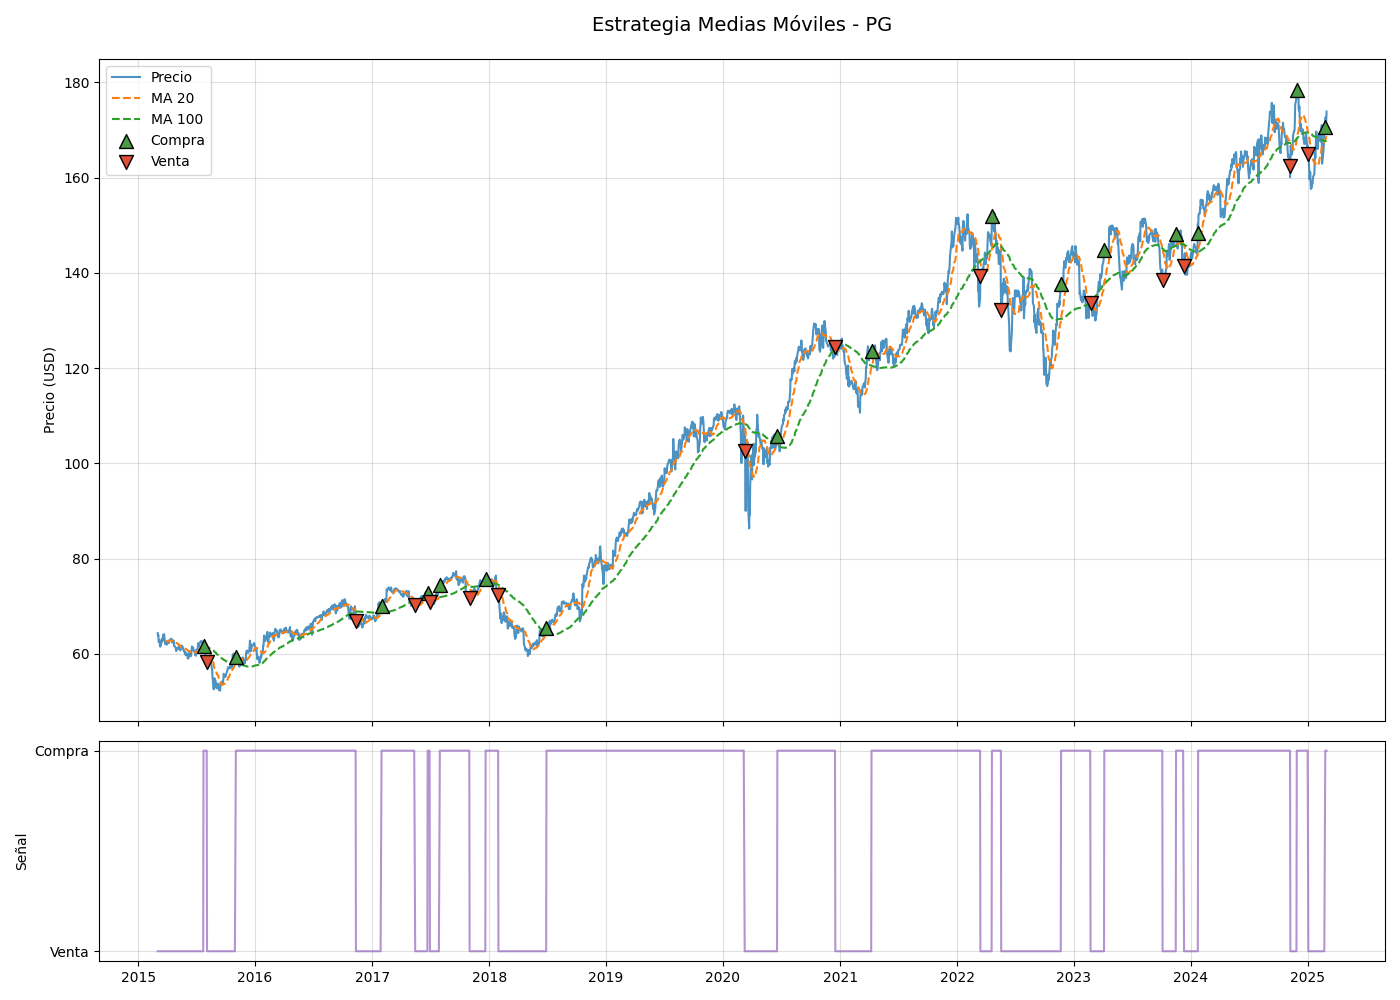 Estrategia Medias Móviles - PG
Precio
MA 20
MA 100
Compra
Venta
Precio (USD)
180
160
140
120
100
80
60
Señal
Compra
Venta
2015 2016 2017 2018 2019 2020 2021 2022 2023 2024 2025